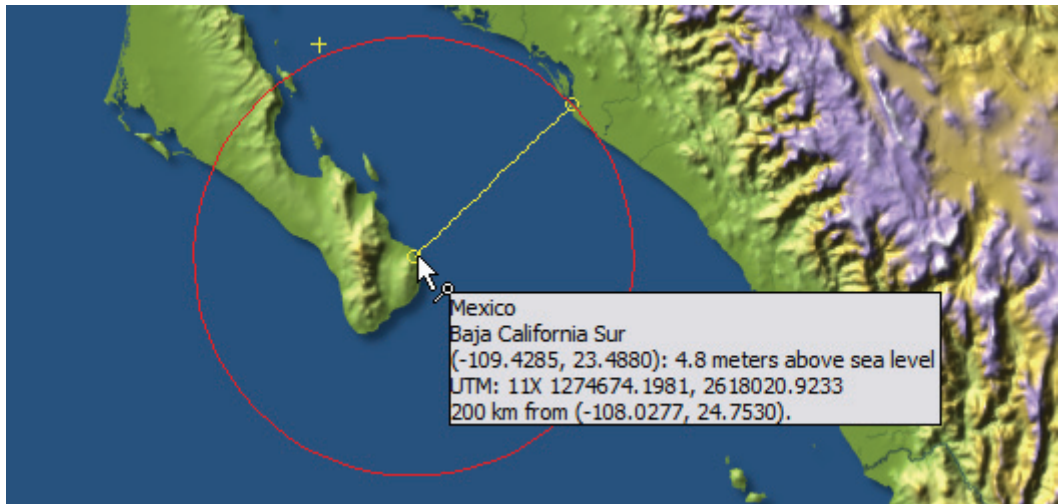 Mexico
Baja California Sur
(-109.4285, 23.4880): 4.8 meters above sea level
UTM: 11X 1274674.1981, 2618020.9233
200 km from (-108.0277, 24.7530).